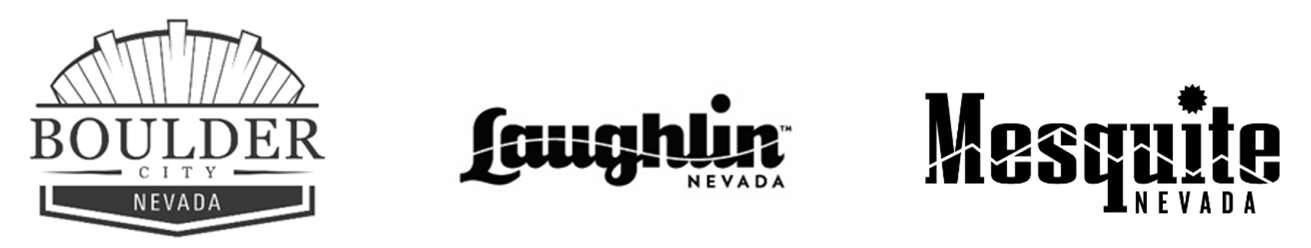 BOULDER
CITY
NEVADA
Laughlin™
NEVADA
Mesquite
NEVADA